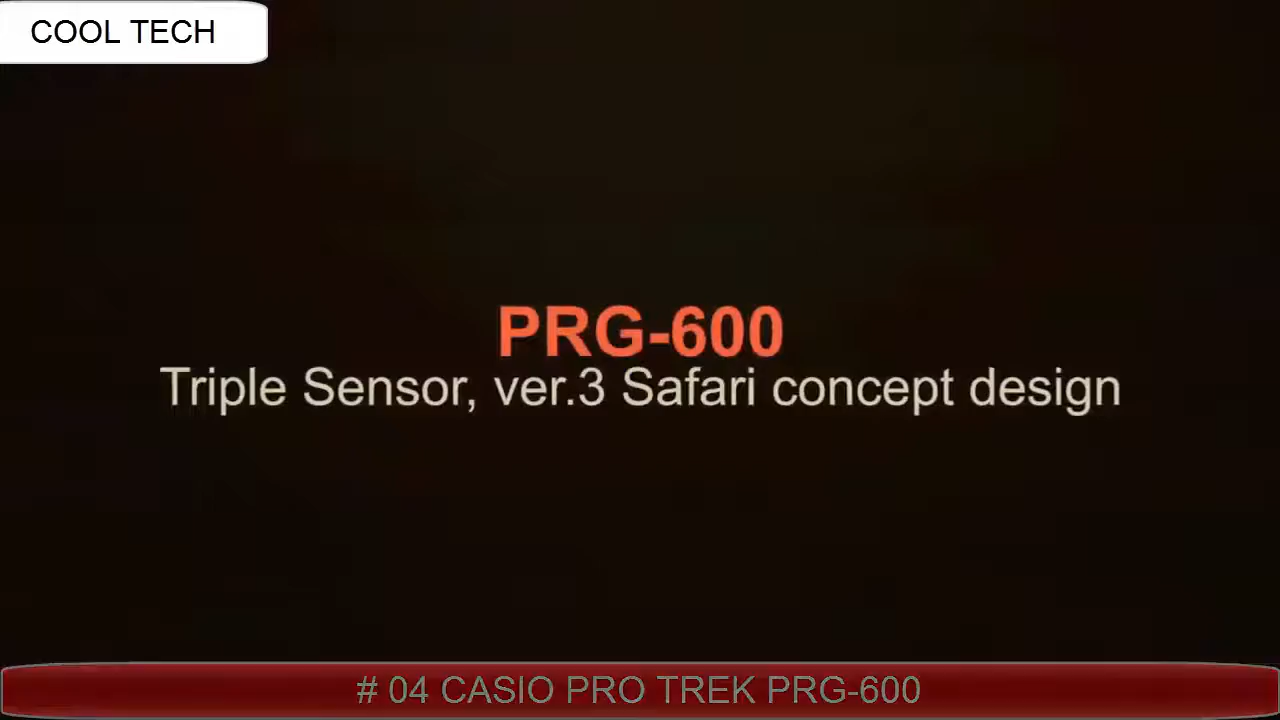 COOL TECH
PRG-600
Triple Sensor, ver.3 Safari concept design
# 04 CASIO PRO TREK PRG-600